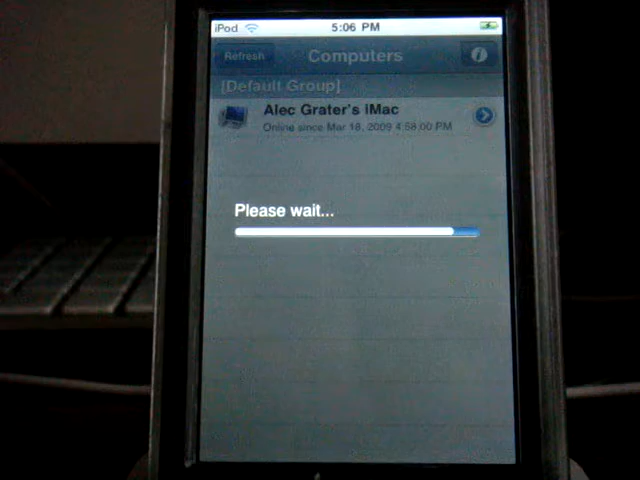 iPod 5:06 PM
Refresh Computers
[Default Group]
Alec Grater's iMac
Online since Mar 18, 2009 4:58:00 PM
Please wait...